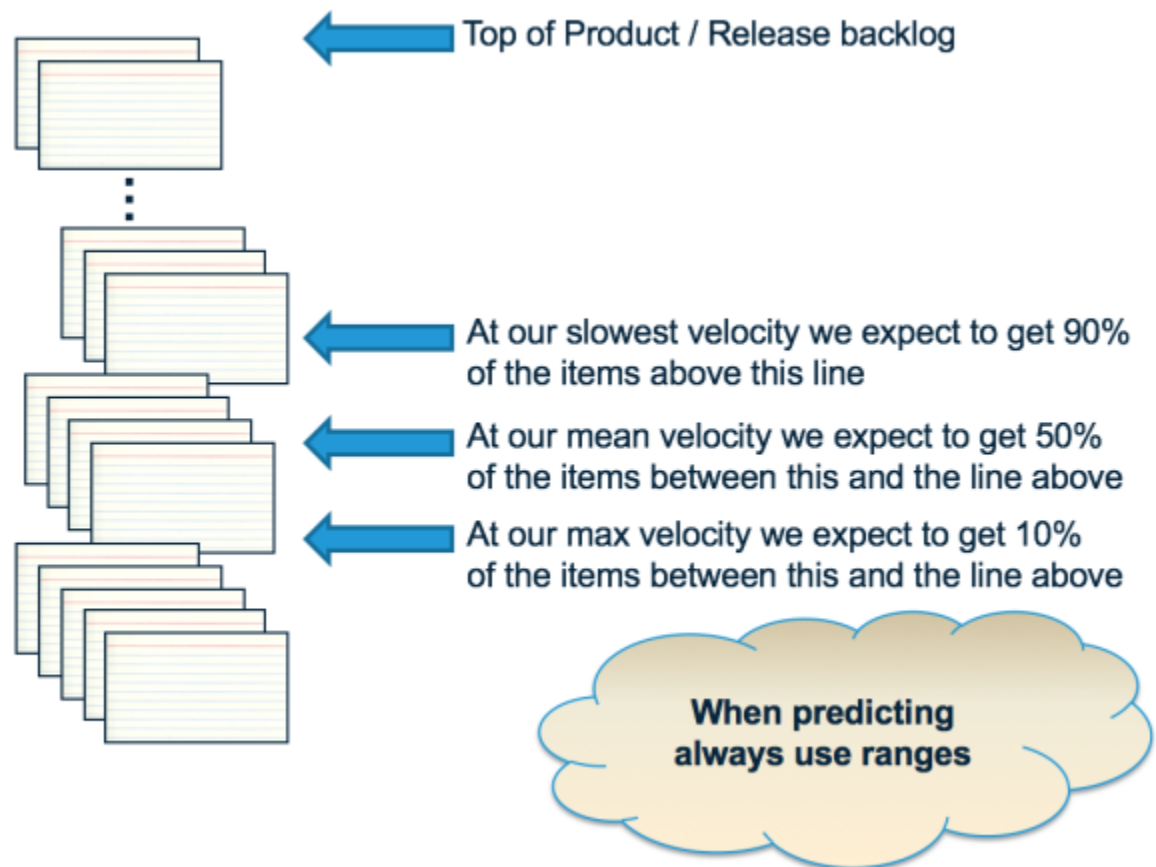 Top of Product / Release backlog
At our slowest velocity we expect to get 90%
of the items above this line
At our mean velocity we expect to get 50%
of the items between this and the line above
At our max velocity we expect to get 10%
of the items between this and the line above
When predicting
always use ranges